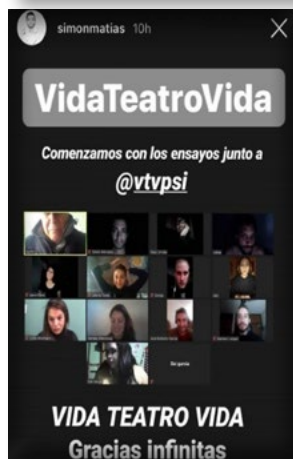 simonmatias 10h
VidaTeatroVida
Comenzamos con los ensayos junto a
@vtvpsi
VIDA TEATRO VIDA
Gracias infinitas